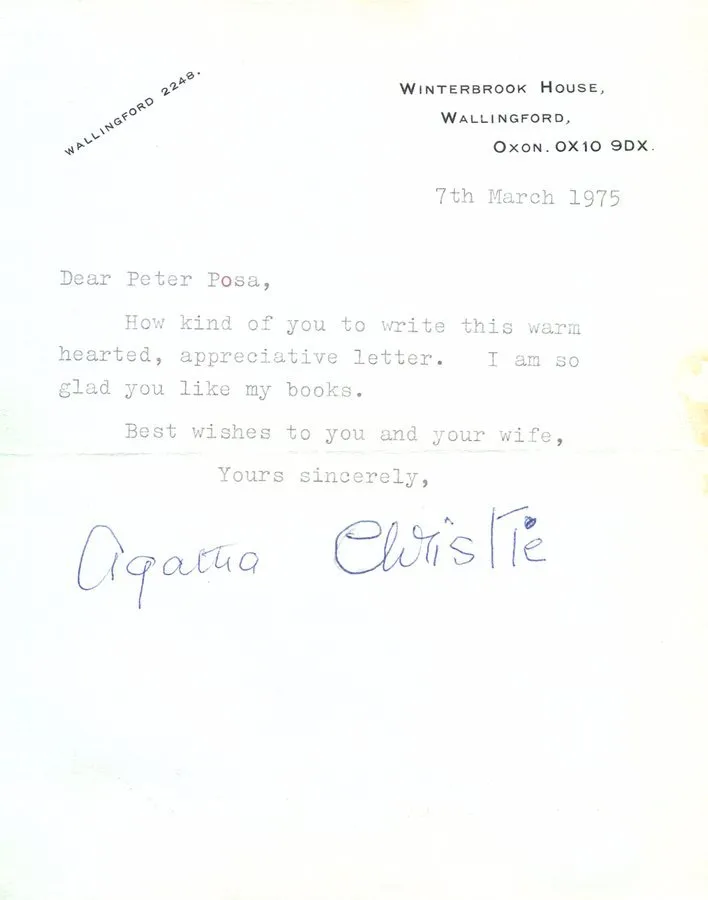 WALLINGFORD 2248.
WINTERBROOK HOUSE,
WALLINGFORD,
OXON. OX10 9DX.
7th March 1975
Dear Peter Posa,
How kind of you to write this warm
hearted, appreciative letter. I am so
glad you like my books.
Best wishes to you and your wife,
Yours sincerely,
Agatha Christie